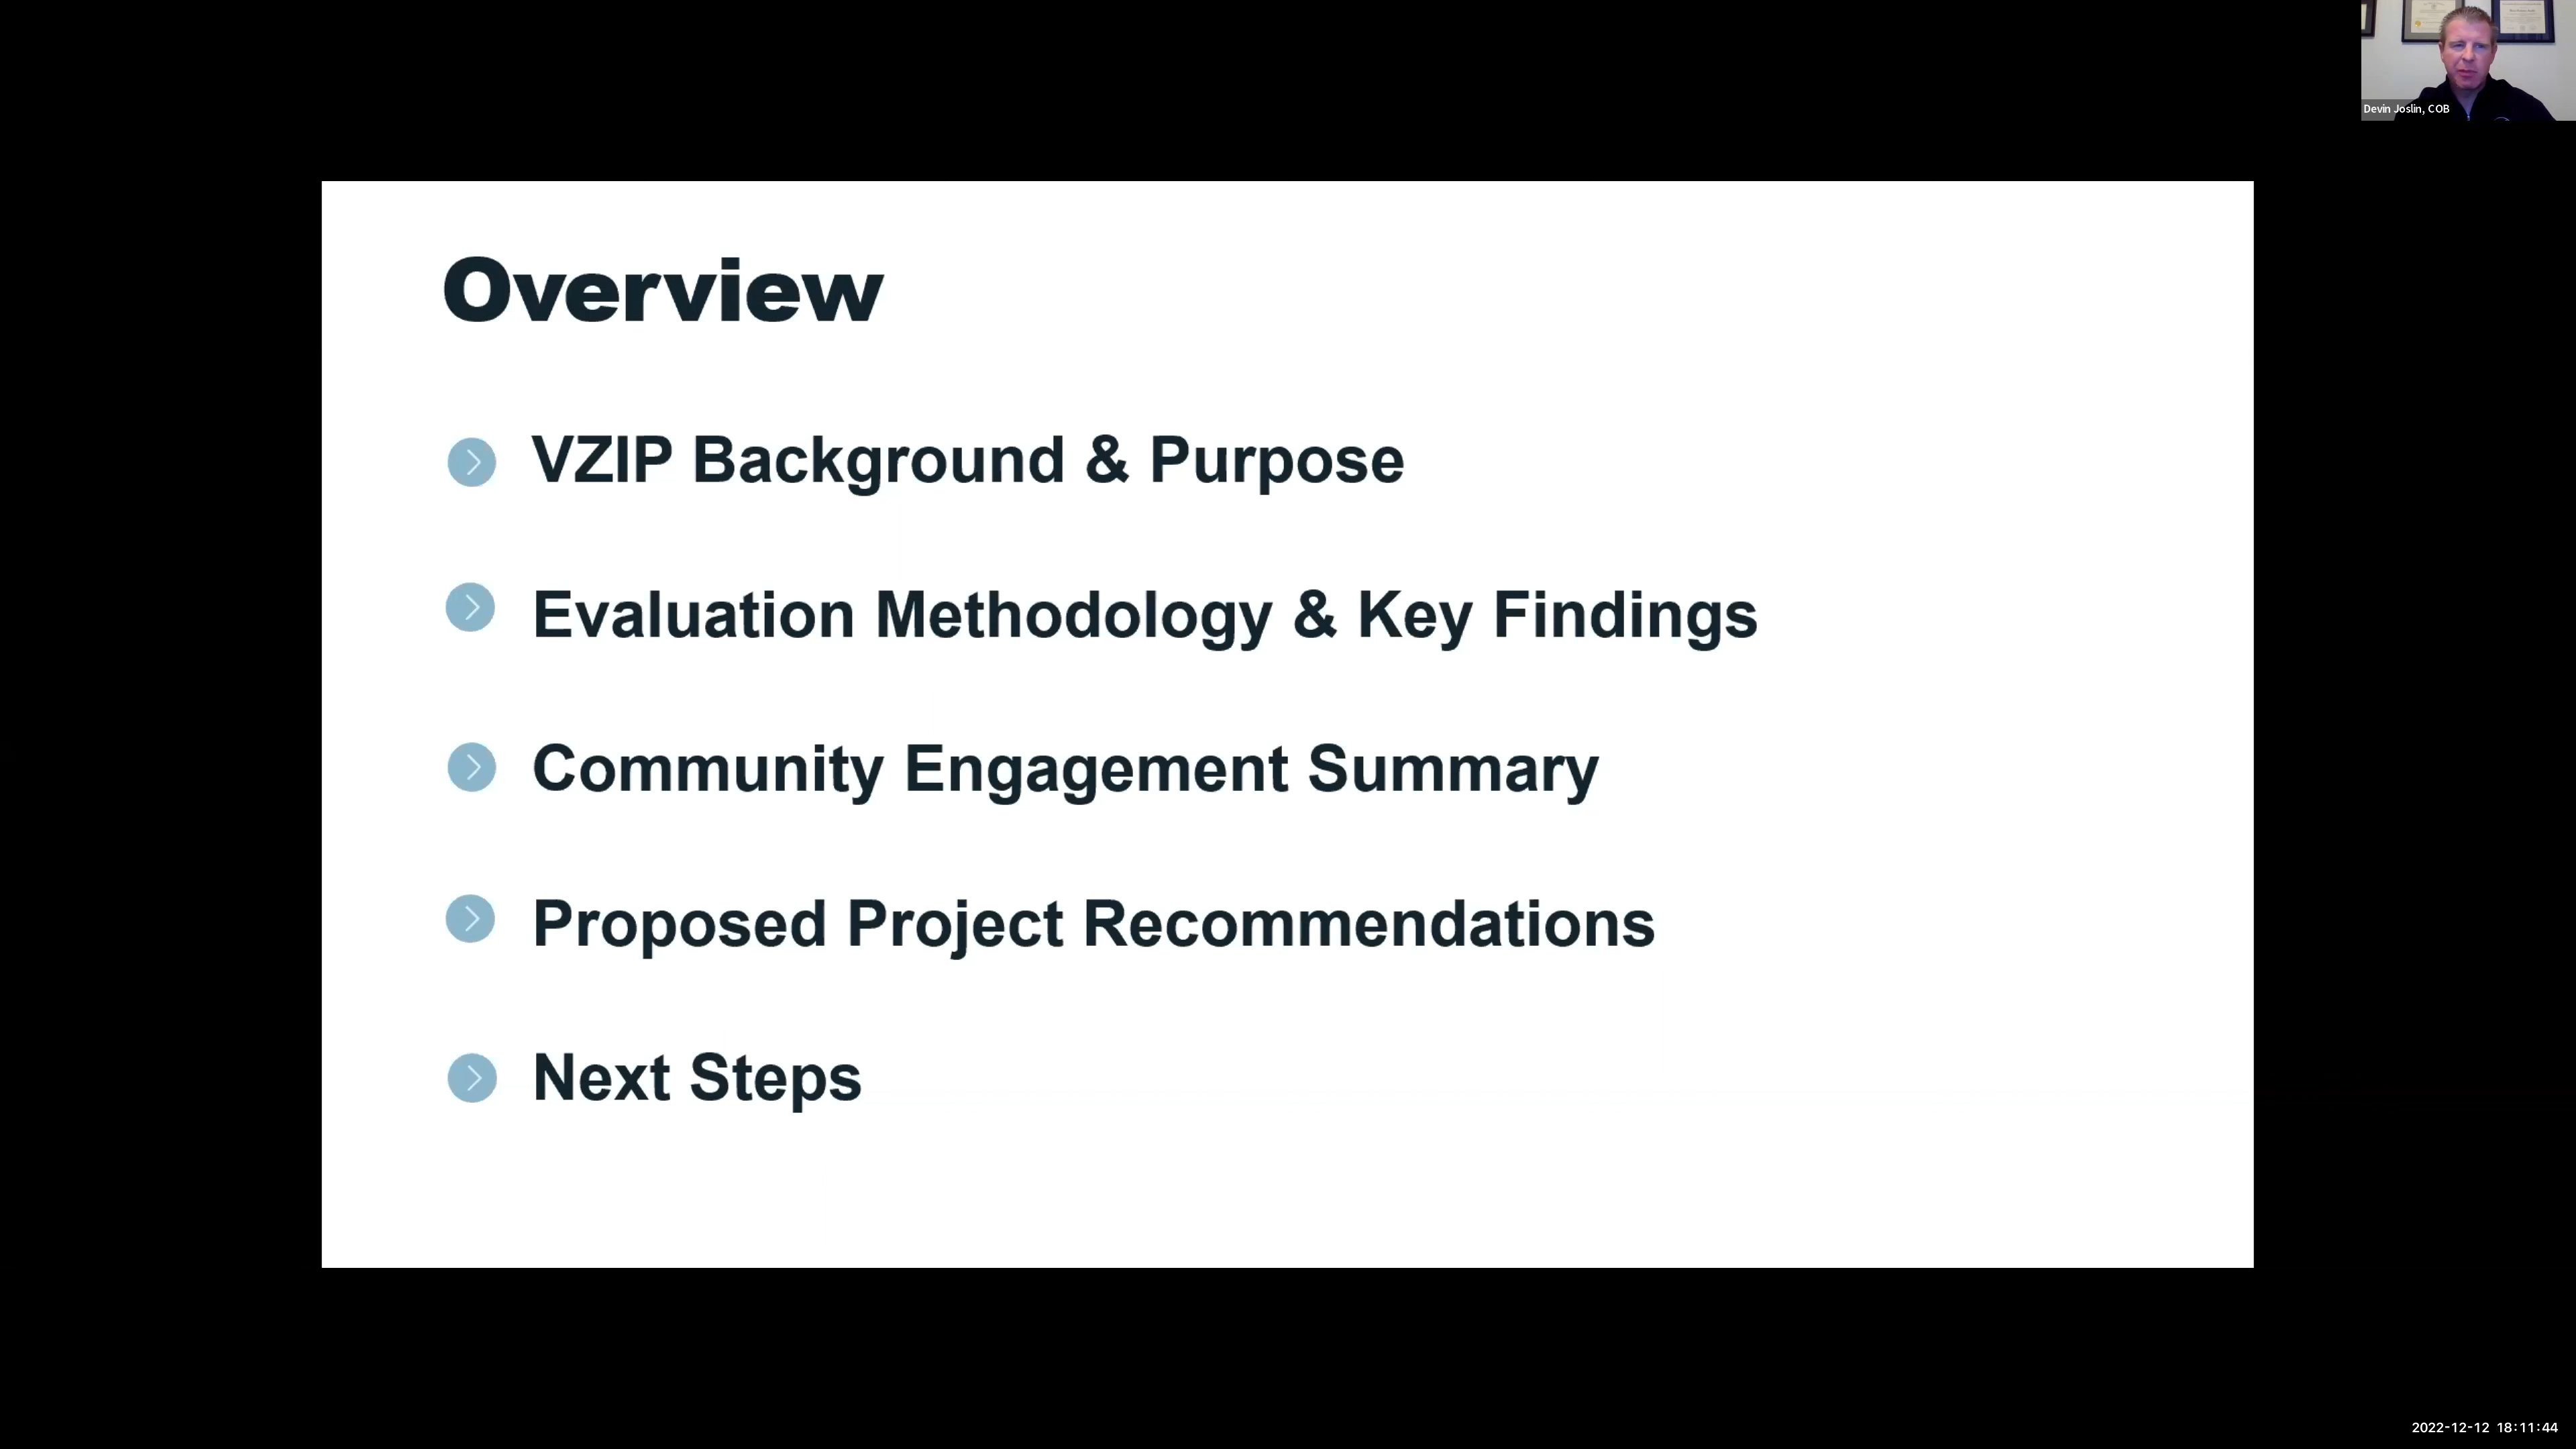 Devin Joslin, COB
Overview
VZIP Background & Purpose
Evaluation Methodology & Key Findings
Community Engagement Summary
Proposed Project Recommendations
Next Steps
2022-12-12 18:11:44